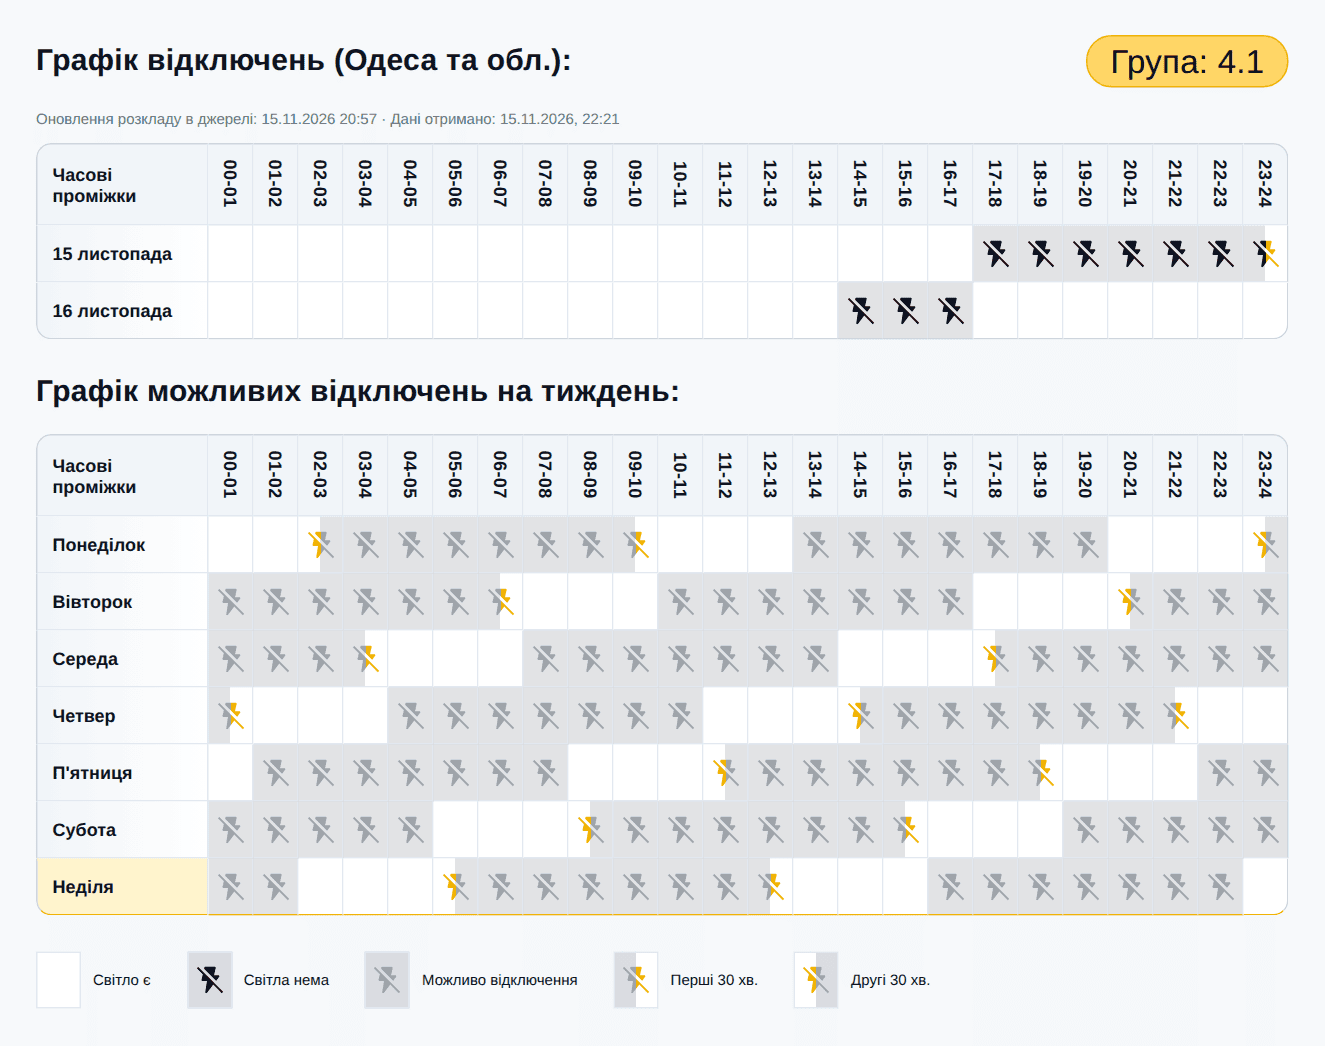 Графік відключень (Одеса та обл.):
Група: 4.1
Оновлення розкладу в джерелі: 15.11.2026 20:57 · Дані отримано: 15.11.2026, 22:21
Часові проміжки 00-01 01-02 02-03 03-04 04-05 05-06 06-07 07-08 08-09 09-10 10-11 11-12 12-13 13-14 14-15 15-16 16-17 17-18 18-19 19-20 20-21 21-22 22-23 23-24
15 листопада
16 листопада
Графік можливих відключень на тиждень:
Часові проміжки 00-01 01-02 02-03 03-04 04-05 05-06 06-07 07-08 08-09 09-10 10-11 11-12 12-13 13-14 14-15 15-16 16-17 17-18 18-19 19-20 20-21 21-22 22-23 23-24
Понеділок
Вівторок
Середа
Четвер
П'ятниця
Субота
Неділя
Світло є Світла нема Можливо відключення Перші 30 хв. Другі 30 хв.